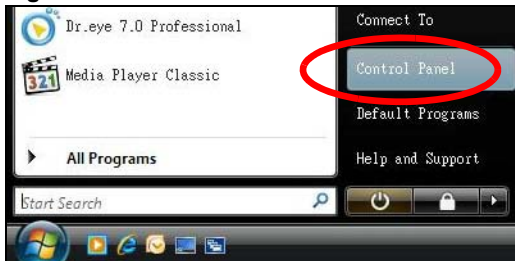 Dr.eye 7.0 Professional
321
Media Player Classic
All Programs
Start Search
Connect To
Control Panel
Default Programs
Help and Support